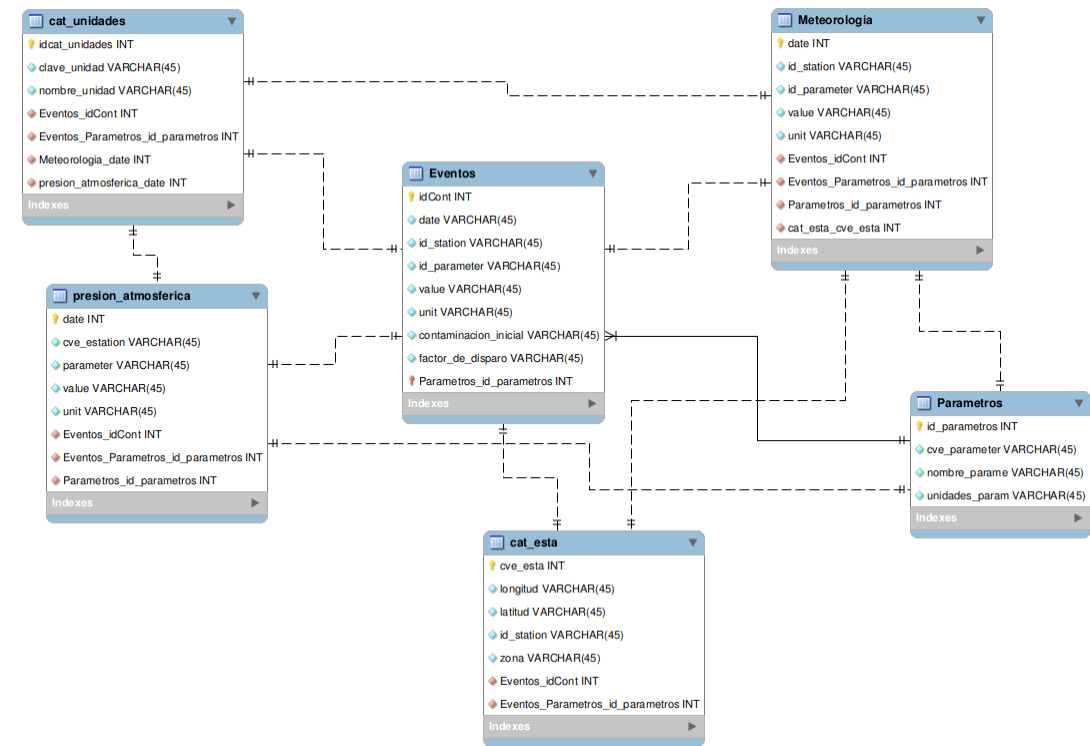 cat_unidades
idcat_unidades INT
clave_unidad VARCHAR(45)
nombre_unidad VARCHAR(45)
Eventos_idCont INT
Eventos_Parametros_id_parametros INT
Meteorologia_date INT
presion_atmosferica_date INT
Indexes
Meteorologia
date INT
id_station VARCHAR(45)
id_parameter VARCHAR(45)
value VARCHAR(45)
unit VARCHAR(45)
Eventos_idCont INT
Eventos_Parametros_id_parametros INT
Parametros_id_parametros INT
cat_esta_cve_esta INT
Indexes
Eventos
idCont INT
date VARCHAR(45)
id_station VARCHAR(45)
id_parameter VARCHAR(45)
value VARCHAR(45)
unit VARCHAR(45)
contaminacion_inicial VARCHAR(45)
factor_de_disparo VARCHAR(45)
Parametros_id_parametros INT
Indexes
presion_atmosferica
date INT
cve_estation VARCHAR(45)
parameter VARCHAR(45)
value VARCHAR(45)
unit VARCHAR(45)
Eventos_idCont INT
Eventos_Parametros_id_parametros INT
Parametros_id_parametros INT
Indexes
Parametros
id_parametros INT
cve_parameter VARCHAR(45)
nombre_parame VARCHAR(45)
unidades_param VARCHAR(45)
Indexes
cat_esta
cve_esta INT
longitud VARCHAR(45)
latitud VARCHAR(45)
id_station VARCHAR(45)
zona VARCHAR(45)
Eventos_idCont INT
Eventos_Parametros_id_parametros INT
Indexes